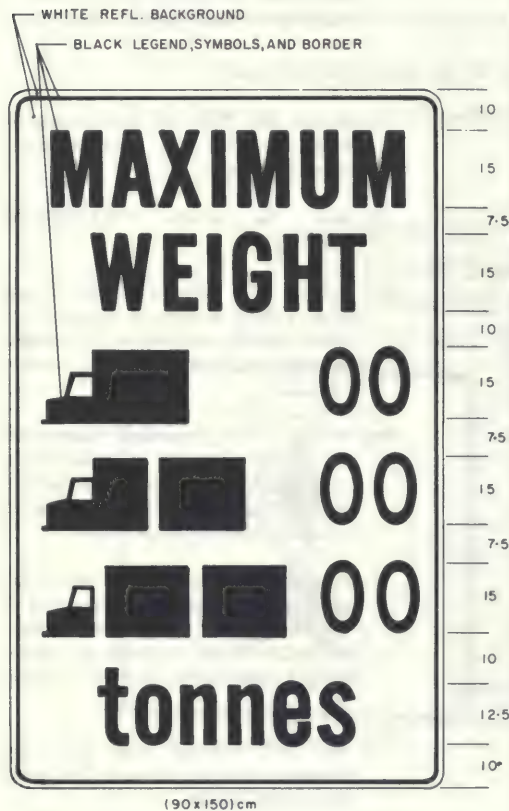 WHITE REFL. BACKGROUND
BLACK LEGEND, SYMBOLS, AND BORDER
MAXIMUM
WEIGHT
00
00
00
tonnes
10
15
7.5
15
10
15
7.5
15
7.5
15
10
12.5
10*
(90 x 150) cm